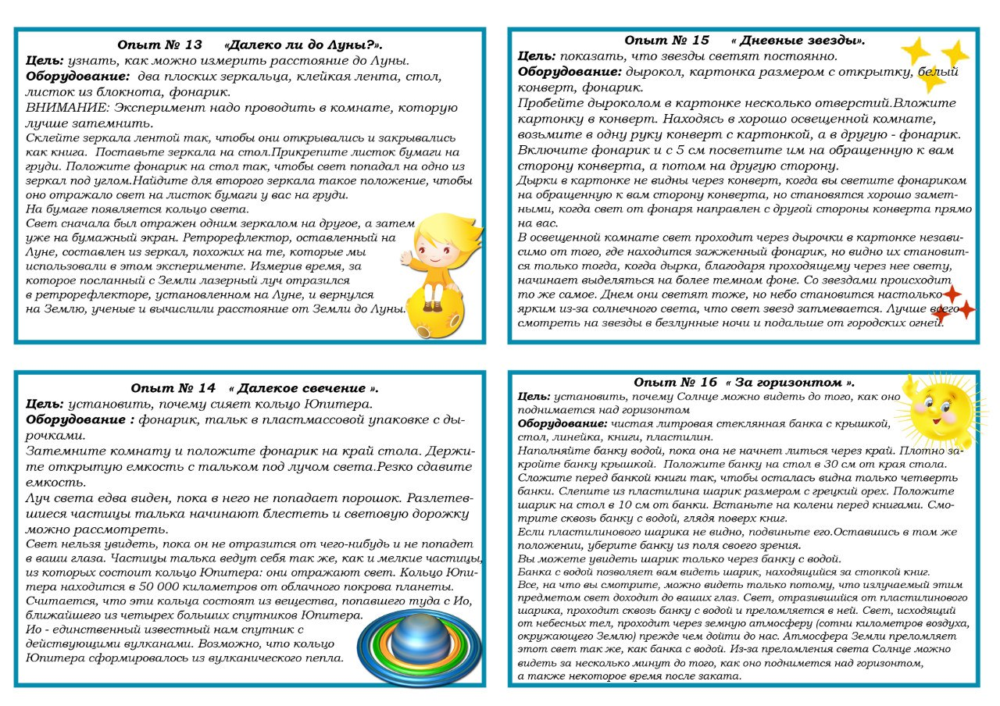 Опыт № 13 «Далеко ли до Луны?».
Цель: узнать, как можно измерить расстояние до Луны.
Оборудование: два плоских зеркальца, клейкая лента, стол,
листок из блокнота, фонарик.
ВНИМАНИЕ: Эксперимент надо проводить в комнате, которую
лучше затемнить.
Склейте зеркала лентой так, чтобы они открывались и закрывались
как книга. Поставьте зеркала на стол.Прикрепите листок бумаги на
груди. Положите фонарик на стол так, чтобы свет попадал на одно из
зеркал под углом.Найдите для второго зеркала такое положение, чтобы
оно отражало свет на листок бумаги у вас на груди.
На бумаге появляется кольцо света.
Свет сначала был отражен одним зеркалом на другое, а затем
уже на бумажный экран. Ретрорефлектор, оставленный на
Луне, составлен из зеркал, похожих на те, которые мы
использовали в этом эксперименте. Измерив время, за
которое посланный с Земли лазерный луч отразился
в ретрорефлекторе, установленном на Луне, и вернулся
на Землю, ученые и вычислили расстояние от Земли до Луны.
Опыт № 15 « Дневные звезды».
Цель: показать, что звезды светят постоянно.
Оборудование: дырокол, картонка размером с открытку, белый
конверт, фонарик.
Пробейте дыроколом в картонке несколько отверстий.Вложите
картонку в конверт. Находясь в хорошо освещенной комнате,
возьмите в одну руку конверт с картонкой, а в другую - фонарик.
Включите фонарик и с 5 см посветите им на обращенную к вам
сторону конверта, а потом на другую сторону.
Дырки в картонке не видны через конверт, когда вы светите фонариком
на обращенную к вам сторону конверта, но становятся хорошо замет-
ными, когда свет от фонаря направлен с другой стороны конверта прямо
на вас.
В освещенной комнате свет проходит через дырочки в картонке незави-
симо от того, где находится зажженный фонарик, но видно их становит-
ся только тогда, когда дырка, благодаря проходящему через нее свету,
начинает выделяться на более темном фоне. Со звездами происходит
то же самое. Днем они светят тоже, но небо становится настолько
ярким из-за солнечного света, что свет звезд затмевается. Лучше всего
смотреть на звезды в безлунные ночи и подальше от городских огней.
Опыт № 14 « Далекое свечение ».
Цель: установить, почему сияет кольцо Юпитера.
Оборудование : фонарик, тальк в пластмассовой упаковке с ды-
рочками.
Затемните комнату и положите фонарик на край стола. Держи-
те открытую емкость с тальком под лучом света.Резко сдавите
емкость.
Луч света едва виден, пока в него не попадает порошок. Разлетев-
шиеся частицы талька начинают блестеть и световую дорожку
можно рассмотреть.
Свет нельзя увидеть, пока он не отразится от чего-нибудь и не попадет
в ваши глаза. Частицы талька ведут себя так же, как и мелкие частицы,
из которых состоит кольцо Юпитера: они отражают свет. Кольцо Юпи-
тера находится в 50 000 километров от облачного покрова планеты.
Считается, что эти кольца состоят из вещества, попавшего туда с Ио,
ближайшего из четырех больших спутников Юпитера.
Ио - единственный известный нам спутник с
действующими вулканами. Возможно, что кольцо
Юпитера сформировалось из вулканического пепла.
Опыт № 16 « За горизонтом ».
Цель: установить, почему Солнце можно видеть до того, как оно
поднимается над горизонтом
Оборудование: чистая литровая стеклянная банка с крышкой,
стол, линейка, книги, пластилин.
Наполняйте банку водой, пока она не начнет литься через край. Плотно за-
кройте банку крышкой. Положите банку на стол в 30 см от края стола.
Сложите перед банкой книги так, чтобы осталась видна только четверть
банки. Слепите из пластилина шарик размером с грецкий орех. Положите
шарик на стол в 10 см от банки. Встаньте на колени перед книгами. Смо-
трите сквозь банку с водой, глядя поверх книг.
Если пластилинового шарика не видно, подвиньте его.Оставшись в том же
положении, уберите банку из поля своего зрения.
Вы можете увидеть шарик только через банку с водой.
Банка с водой позволяет вам видеть шарик, находящийся за стопкой книг.
Все, на что вы смотрите, можно видеть только потому, что излучаемый этим
предметом свет доходит до ваших глаз. Свет, отразившийся от пластилинового
шарика, проходит сквозь банку с водой и преломляется в ней. Свет, исходящий
от небесных тел, проходит через земную атмосферу (сотни километров воздуха,
окружающего Землю) прежде чем дойти до нас. Атмосфера Земли преломляет
этот свет так же, как банка с водой. Из-за преломления света Солнце можно
видеть за несколько минут до того, как оно поднимется над горизонтом,
а также некоторое время после заката.